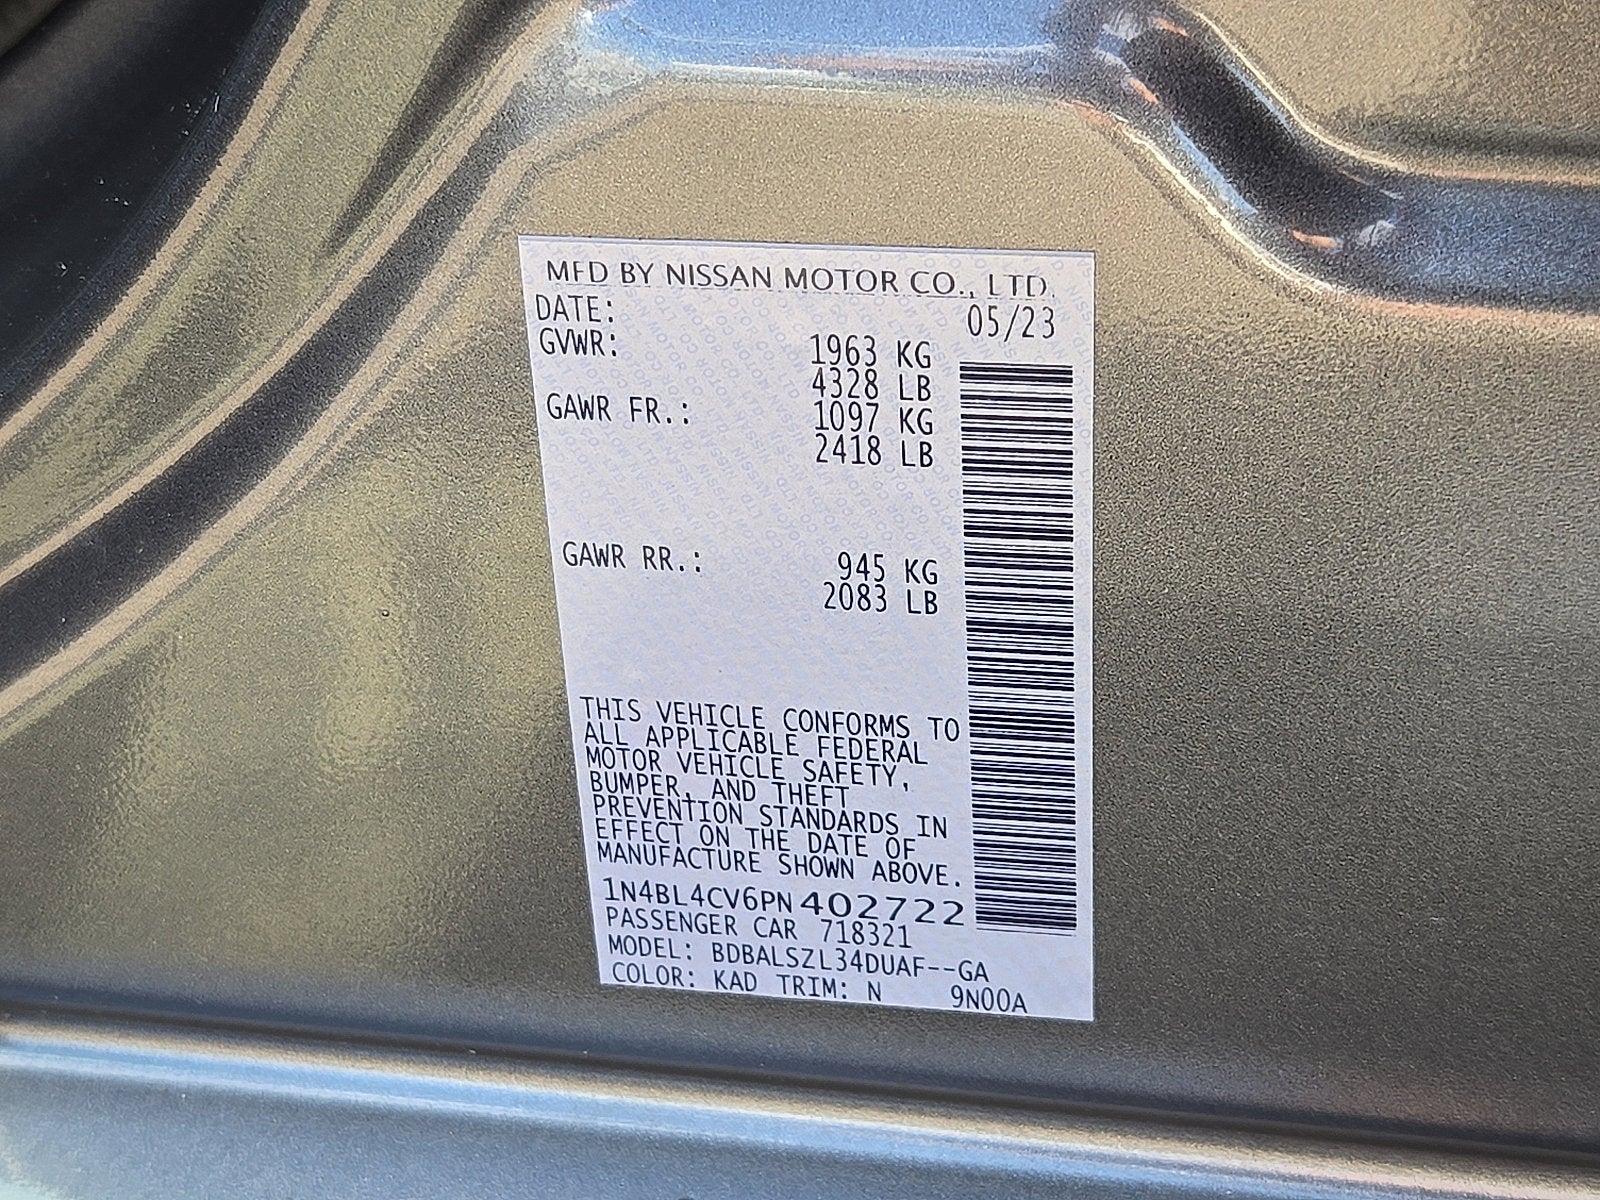 MFD BY NISSAN MOTOR CO., LTD.
DATE: 05/23
GVWR: 1963 KG
4328 LB
GAWR FR.: 1097 KG
2418 LB
GAWR RR.: 945 KG
2083 LB
THIS VEHICLE CONFORMS TO
ALL APPLICABLE FEDERAL
MOTOR VEHICLE SAFETY,
BUMPER, AND THEFT
PREVENTION STANDARDS IN
EFFECT ON THE DATE OF
MANUFACTURE SHOWN ABOVE.
1N4BL4CV6PN402722
PASSENGER CAR 718321
MODEL: BDBALSZL34DUAF--GA
COLOR: KAD TRIM: N 9N00A